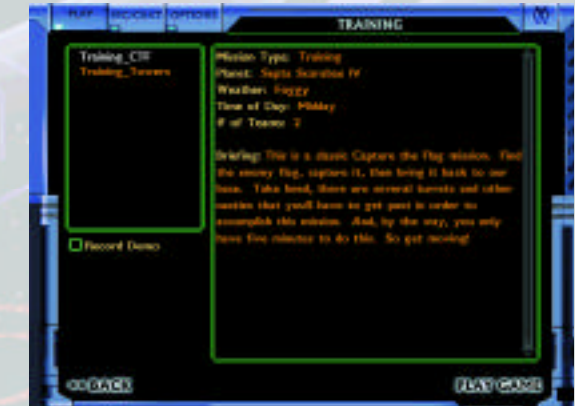 PLAY OPTIONS
TRAINING
Training_CTF
Training_Towers
Record Demo
Mission Type: Training
Planet: IV
Weather: Foggy
Time of Day: Midday
# of Teams: 2
Briefing: This is a classic Capture the Flag mission. Find
the enemy flag, capture it, then bring it back to our
base. Take heed, there are several turrets and other
nasties that you'll have to get past in order to
accomplish this mission. And, by the way, you only
have five minutes to do this. So get moving!
BACK
PLAY GAME